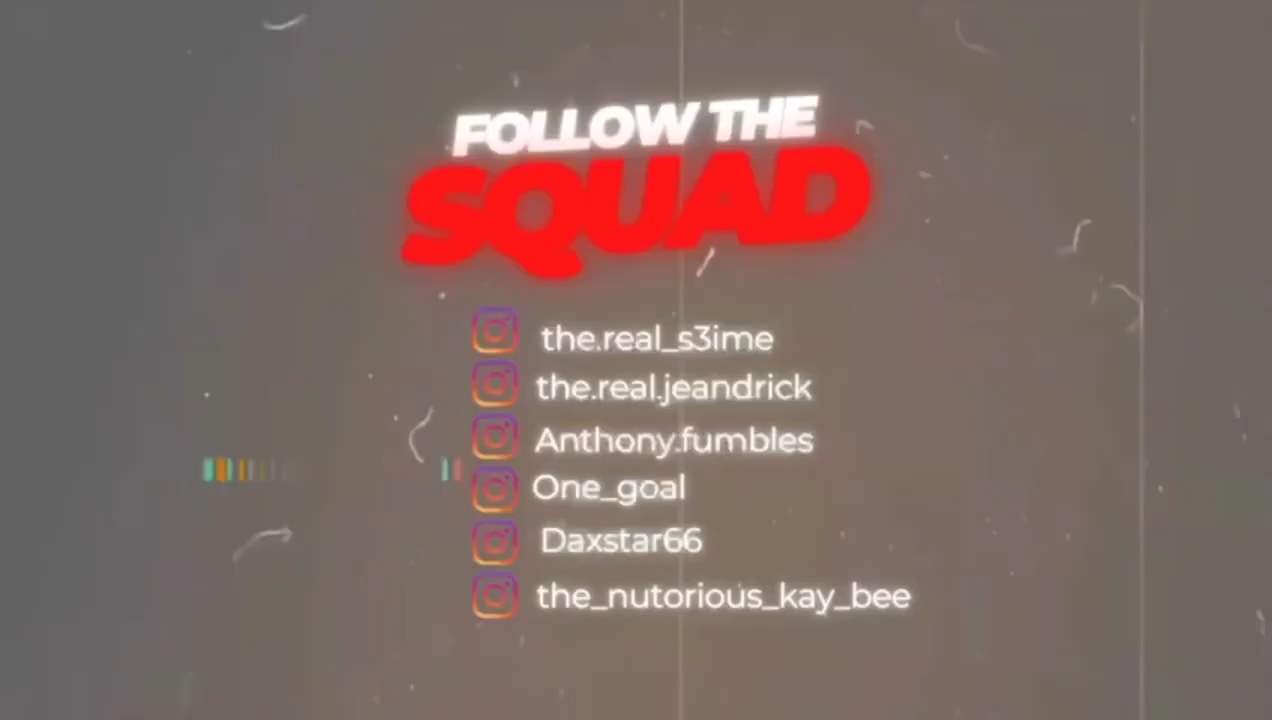 FOLLOW THE
SQUAD
the.real_s3ime
the.real.jeandrick
Anthony.fumbles
One_goal
Daxstar66
the_nutorious_kay_bee